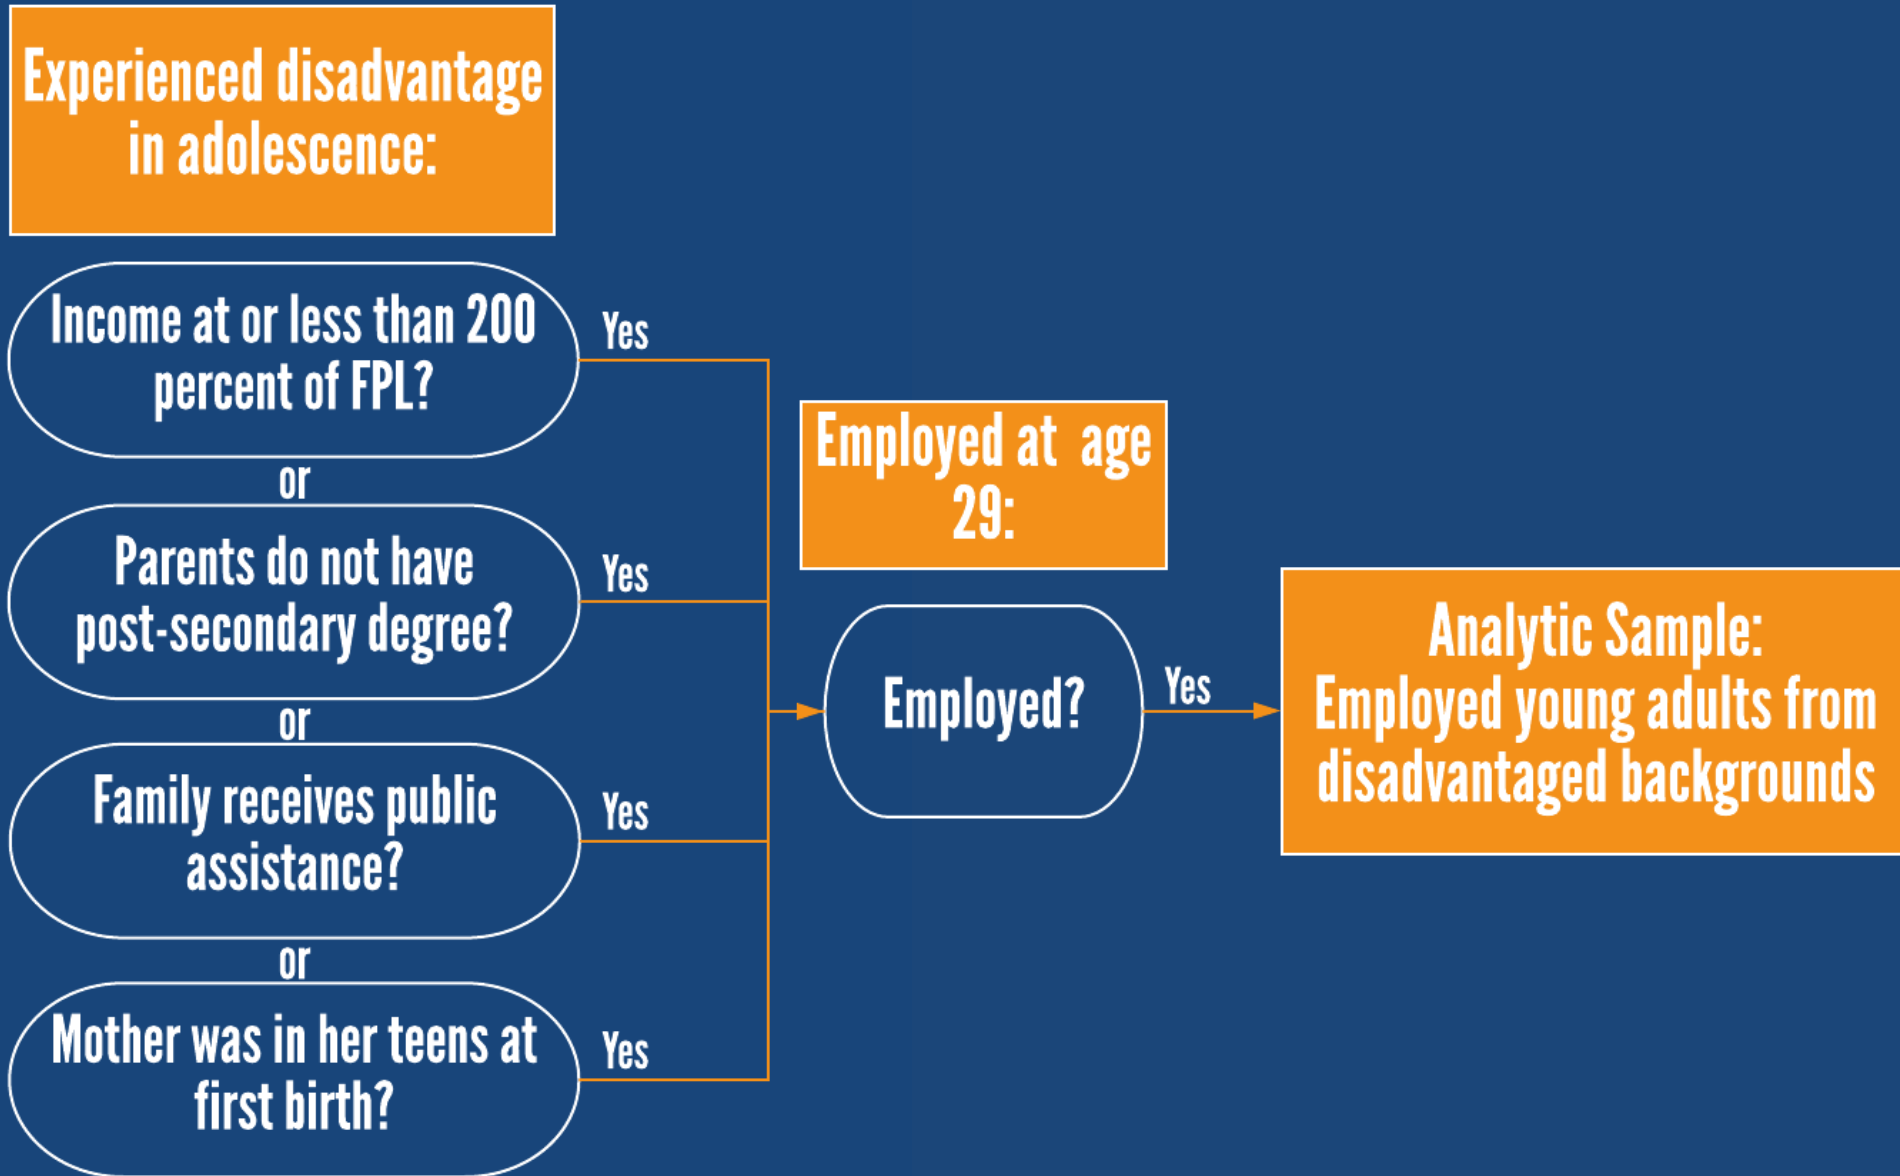 Experienced disadvantage
in adolescence:
Income at or less than 200
percent of FPL?
Yes
or
Parents do not have
post-secondary degree?
Yes
or
Family receives public
assistance?
Yes
or
Mother was in her teens at
first birth?
Yes
Employed at age
29:
Employed?
Yes
Analytic Sample:
Employed young adults from
disadvantaged backgrounds